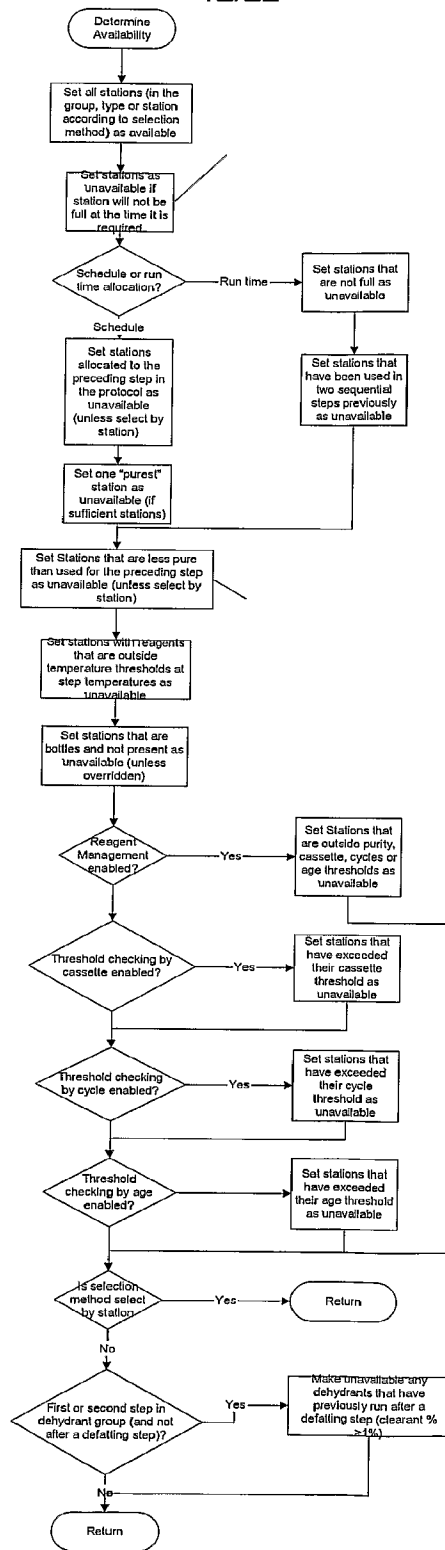 Determine
Availability
Set all stations (in the
group, type or station
according to selection
method) as available
Set stations as
unavailable if
station will not be
full at the time it is
required.
Schedule or run
time allocation?
Run time
Set stations that
are not full as
unavailable
Schedule
Set stations
allocated to the
preceding step in
the protocol as
unavailable
(unless select by
station)
Set stations that
have been used in
two sequential
steps previously
as unavailable
Set one "purest"
station as
unavailable (if
sufficient stations)
Set Stations that are less pure
than used for the preceding step
as unavailable (unless select by
station)
Set stations with reagents
that are outside
temperature thresholds at
step temperatures as
unavailable
Set stations that are
bottles and not present as
unavailable (unless
overridden)
Reagent
Management
enabled?
Yes
Set Stations that
are outside purity,
cassette, cycles or
age thresholds as
unavailable
Threshold checking by
cassette enabled?
Yes
Set stations that
have exceeded
their cassette
threshold as
unavailable
Threshold checking
by cycle enabled?
Yes
Set stations that
have exceeded
their cycle
threshold as
unavailable
Threshold
checking by age
enabled?
Set stations that
have exceeded
their age threshold
as unavailable
Is selection
method select
by station
Yes
Return
No
First or second step in
dehydrant group (and not
after a defatting step)?
Yes
Make unavailable any
dehydrants that have
previously run after a
defatting step (clearant %
>1%)
No
Return